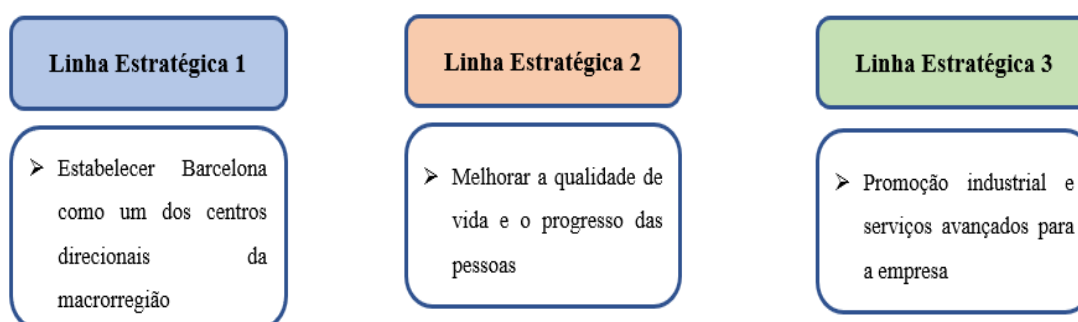 Linha Estratégica 1
➢ Estabelecer Barcelona
como um dos centros
direcionais da
macrorregião
Linha Estratégica 2
➢ Melhorar a qualidade de
vida e o progresso das
pessoas
Linha Estratégica 3
➢ Promoção industrial e
serviços avançados para
a empresa